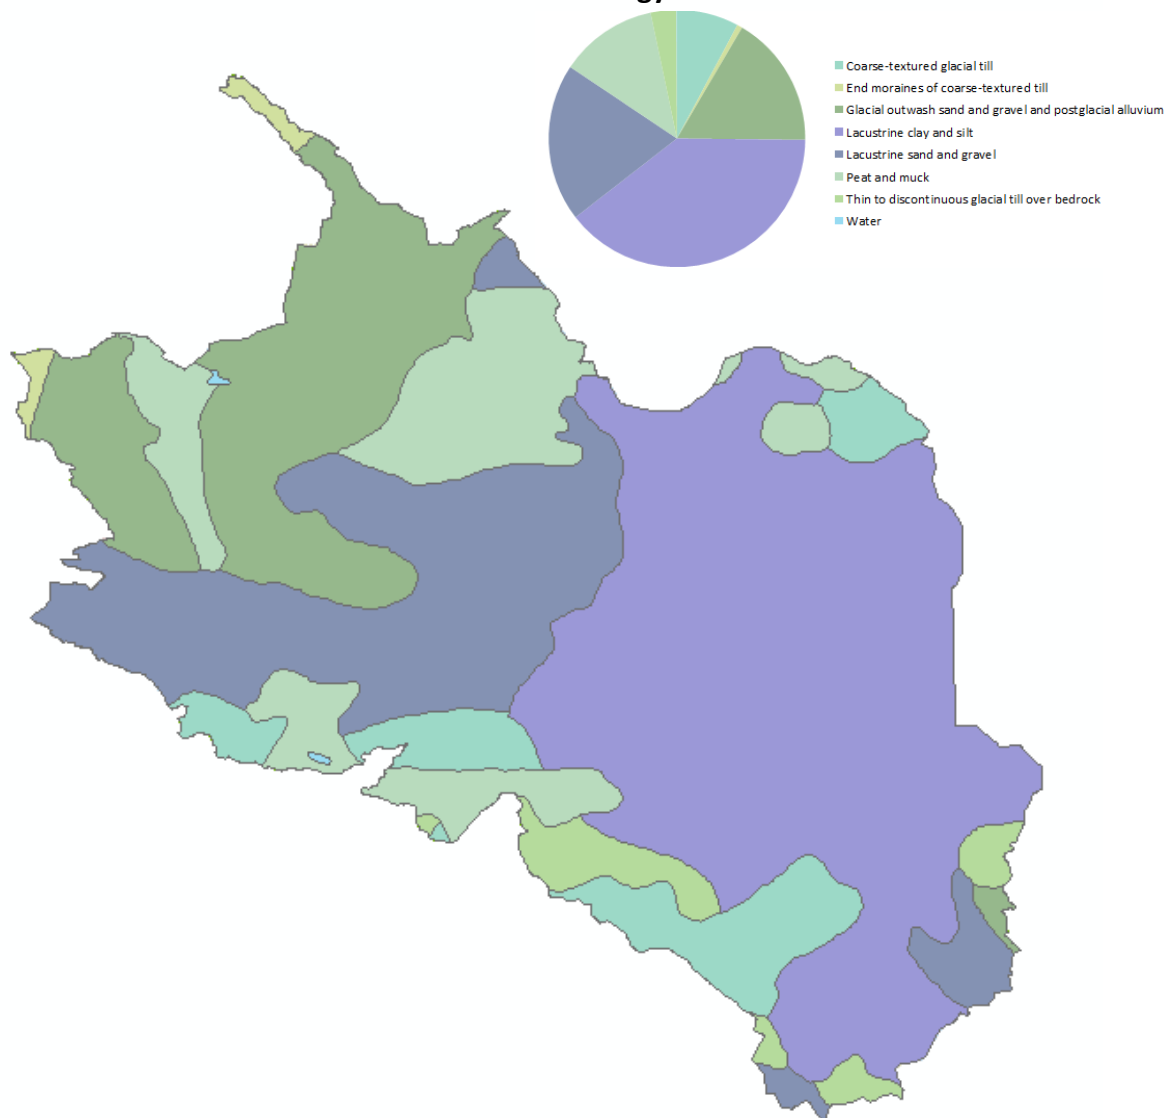 Coarse-textured glacial till
End moraines of coarse-textured till
Glacial outwash sand and gravel and postglacial alluvium
Lacustrine clay and silt
Lacustrine sand and gravel
Peat and muck
Thin to discontinuous glacial till over bedrock
Water